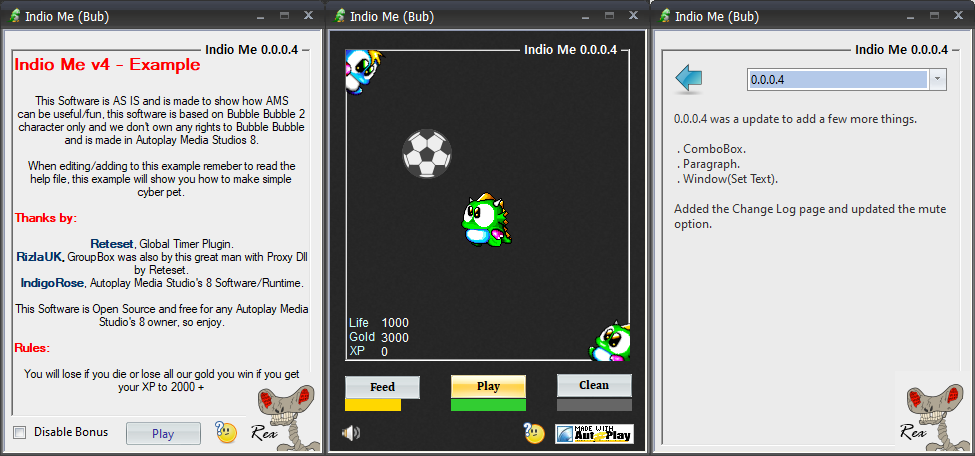 Indio Me (Bub)
Indio Me 0.0.0.4
Indio Me v4 - Example
This Software is AS IS and is made to show how AMS
can be useful/fun, this software is based on Bubble Bubble 2
character only and we don't own any rights to Bubble Bubble
and is made in Autoplay Media Studios 8.
When editing/adding to this example remeber to read the
help file, this example will show you how to make simple
cyber pet.
Thanks by:
Reteset, Global Timer Plugin.
RizlaUK, GroupBox was also by this great man with Proxy Dll
by Reteset.
IndigoRose, Autoplay Media Studio's 8 Software/Runtime.
This Software is Open Source and free for any Autoplay Media
Studio's 8 owner, so enjoy.
Rules:
You will lose if you die or lose all our gold you win if you get
your XP to 2000 +
Disable Bonus
Play
Rex
Indio Me (Bub)
Indio Me 0.0.0.4
Life 1000
Gold 3000
XP 0
Feed
Play
Clean
MADE WITH
AutoPlay
Indio Me (Bub)
Indio Me 0.0.0.4
0.0.0.4
0.0.0.4 was a update to add a few more things.
. ComboBox.
. Paragraph.
. Window(Set Text).
Added the Change Log page and updated the mute
option.
Rex